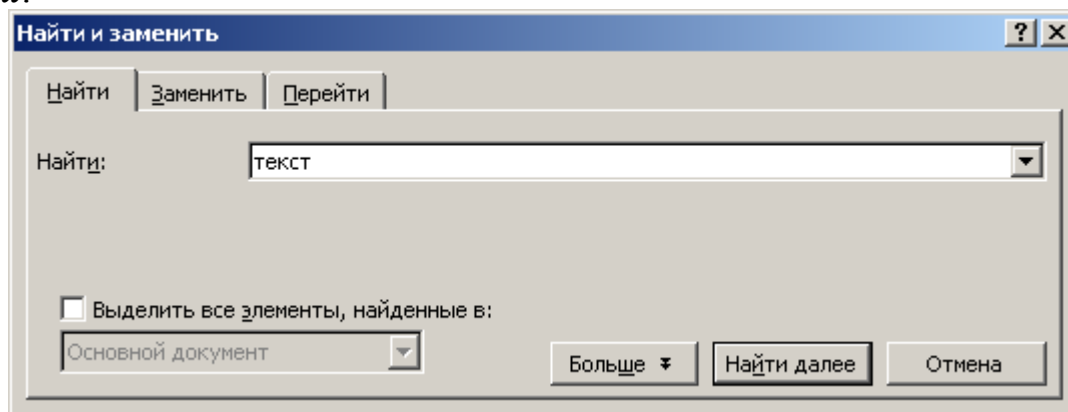 Найти и заменить
Найти Заменить Перейти
Найти: текст
Выделить все элементы, найденные в:
Основной документ
Больше Найти далее Отмена